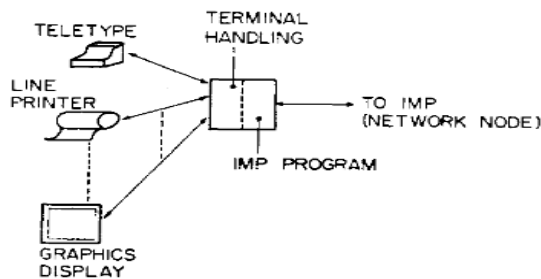 TERMINAL
HANDLING
TELETYPE
LINE
PRINTER
TO IMP
(NETWORK NODE)
IMP PROGRAM
GRAPHICS
DISPLAY